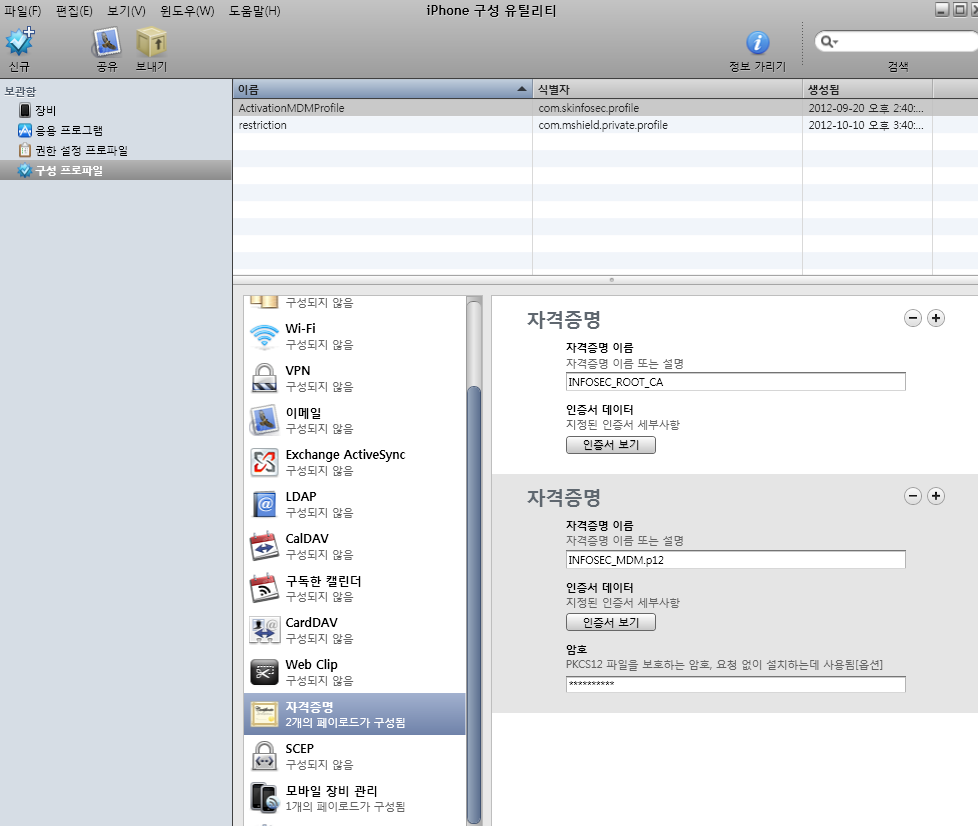 iPhone 구성 유틸리티
파일(F) 편집(E) 보기(V) 윈도우(W) 도움말(H)
신규 공유 보내기 정보 가리기 검색
보관함
장비
응용 프로그램
권한 설정 프로파일
구성 프로파일
이름 식별자 생성됨
ActivationMDMProfile com.skinfosec.profile 2012-09-20 오후 2:40:...
restriction com.mshield.private.profile 2012-10-10 오후 3:40:...
구성되지 않음
Wi-Fi
구성되지 않음
VPN
구성되지 않음
이메일
구성되지 않음
Exchange ActiveSync
구성되지 않음
LDAP
구성되지 않음
CalDAV
구성되지 않음
구독한 캘린더
구성되지 않음
CardDAV
구성되지 않음
Web Clip
구성되지 않음
자격증명
2개의 페이로드가 구성됨
SCEP
구성되지 않음
모바일 장비 관리
1개의 페이로드가 구성됨
자격증명
자격증명 이름
자격증명 이름 또는 설명
INFOSEC_ROOT_CA
인증서 데이터
지정된 인증서 세부사항
인증서 보기
자격증명
자격증명 이름
자격증명 이름 또는 설명
INFOSEC_MDM.p12
인증서 데이터
지정된 인증서 세부사항
인증서 보기
암호
PKCS12 파일을 보호하는 암호, 요청 없이 설치하는데 사용됨[옵션]
**********